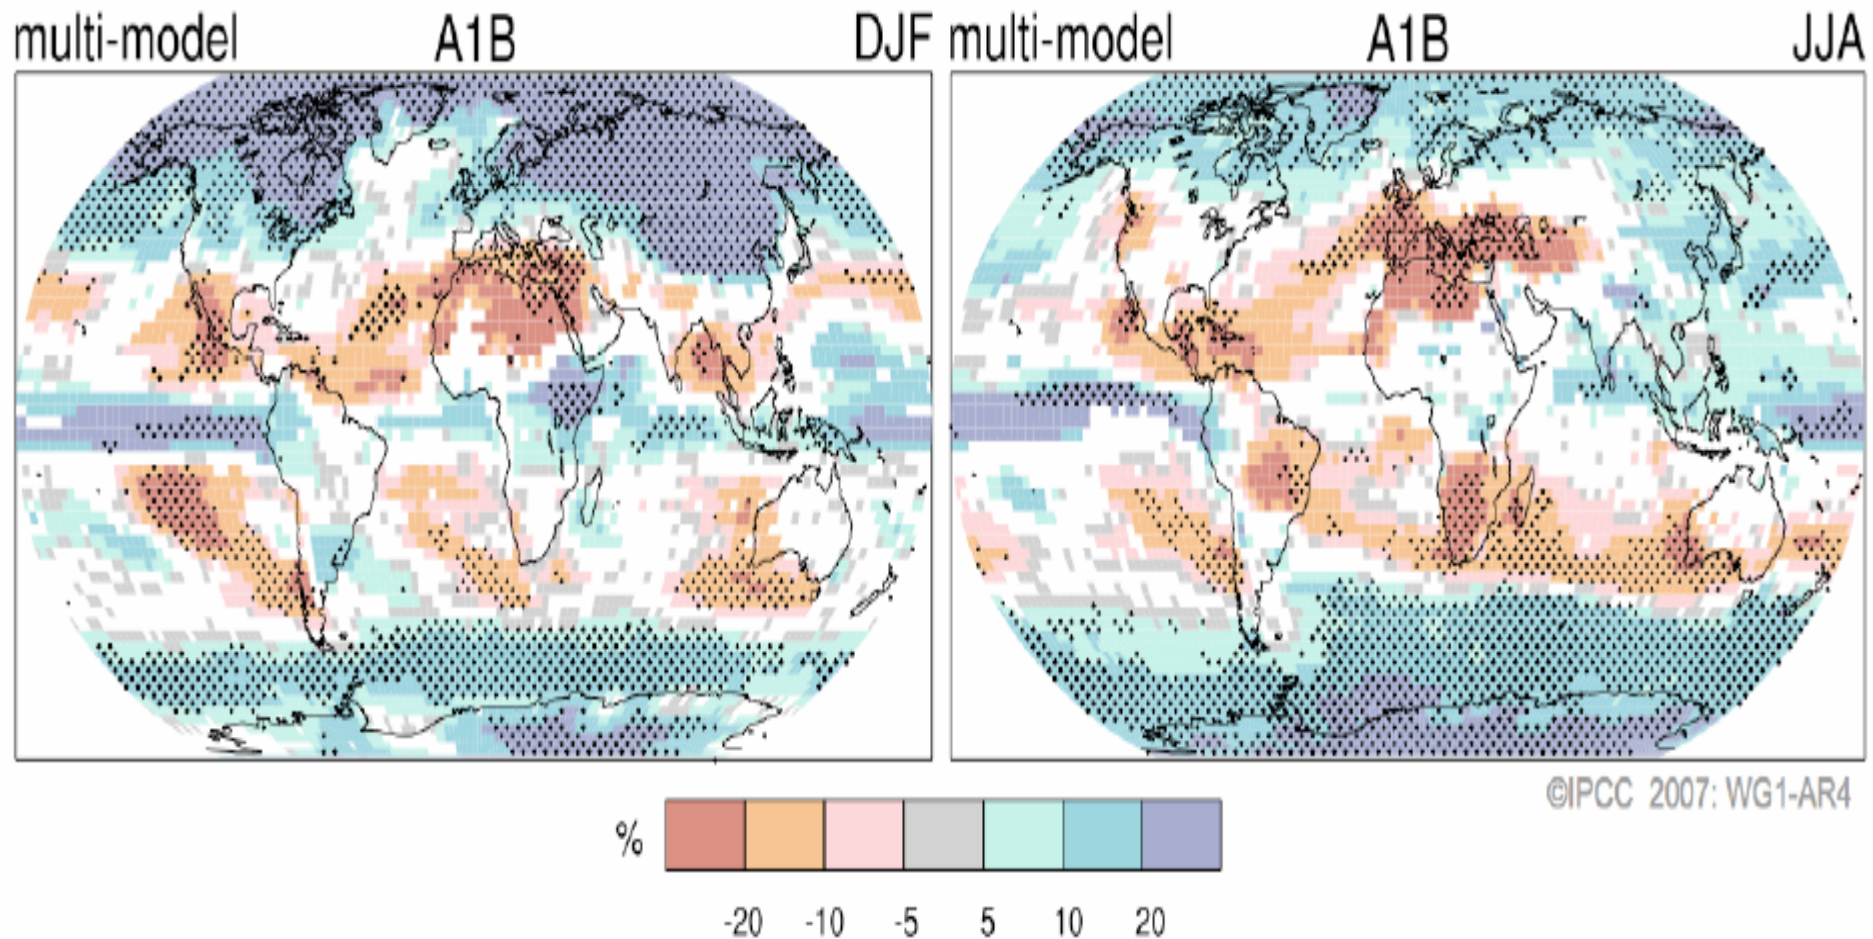 multi-model A1B DJF
multi-model A1B JJA
©IPCC 2007: WG1-AR4
%
-20 -10 -5 5 10 20